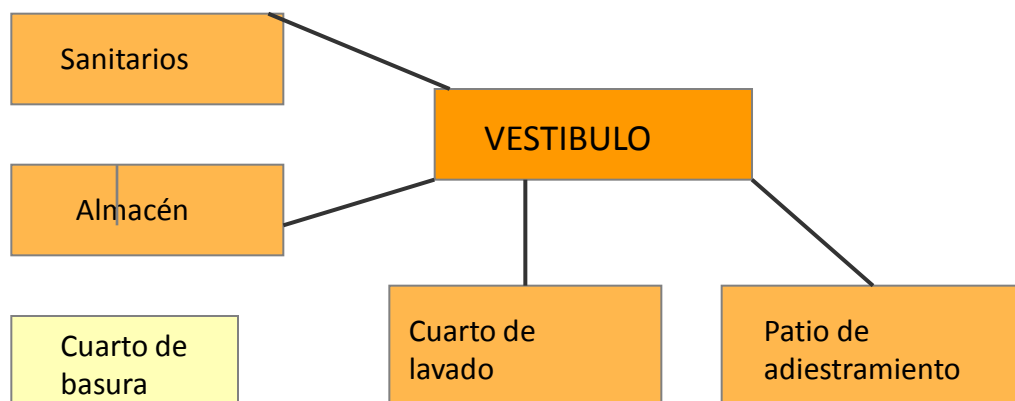 Sanitarios
VESTIBULO
Almacén
Cuarto de
basura
Cuarto de
lavado
Patio de
adiestramiento